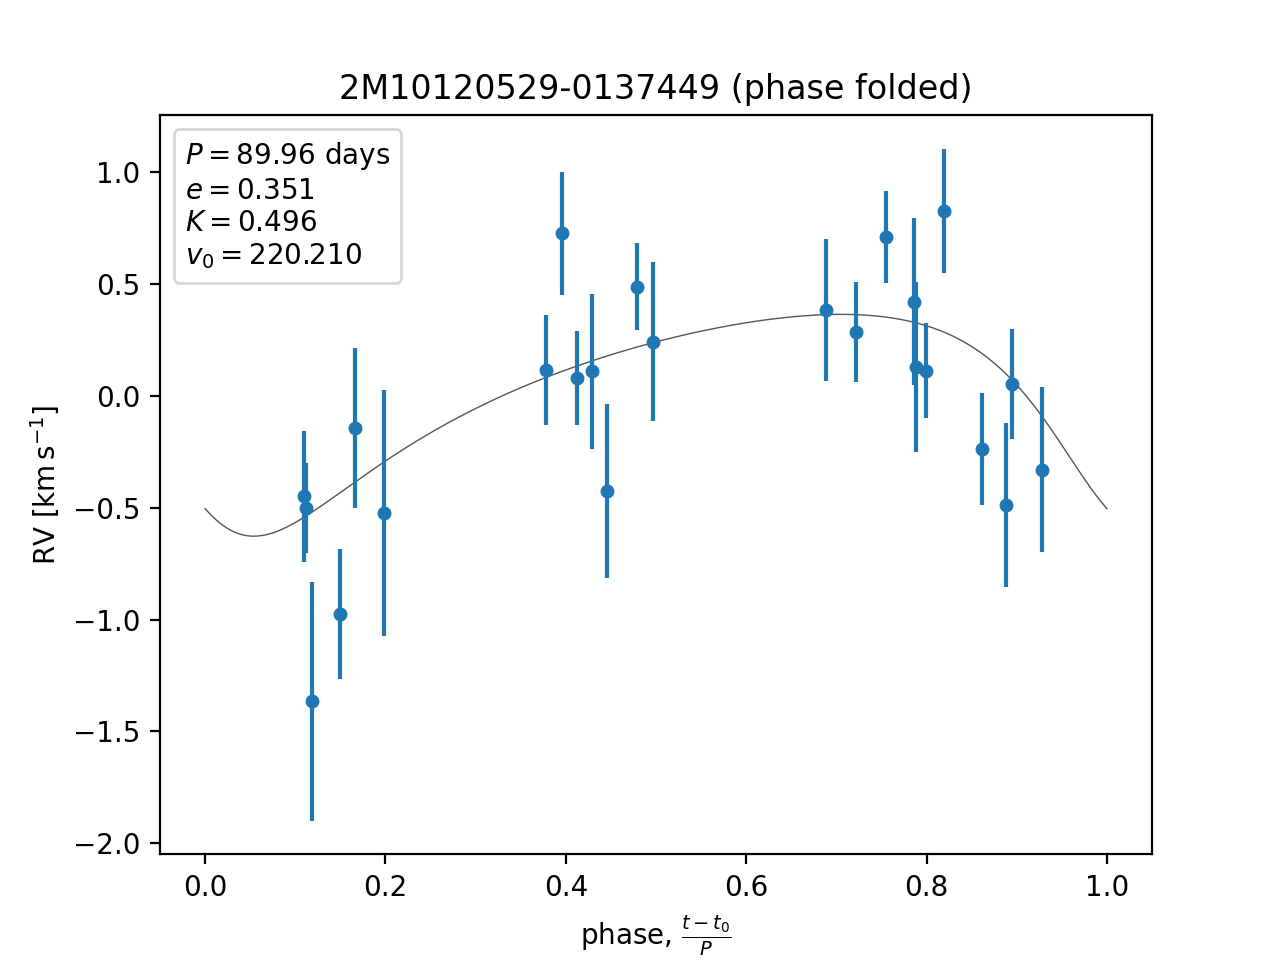 2M10120529-0137449 (phase folded)
P = 89.96 days
e = 0.351
K = 0.496
v₀ = 220.210
1.0
0.5
0.0
−0.5
−1.0
−1.5
−2.0
RV [km s⁻¹]
0.0 0.2 0.4 0.6 0.8 1.0
phase, (t − t₀)/P